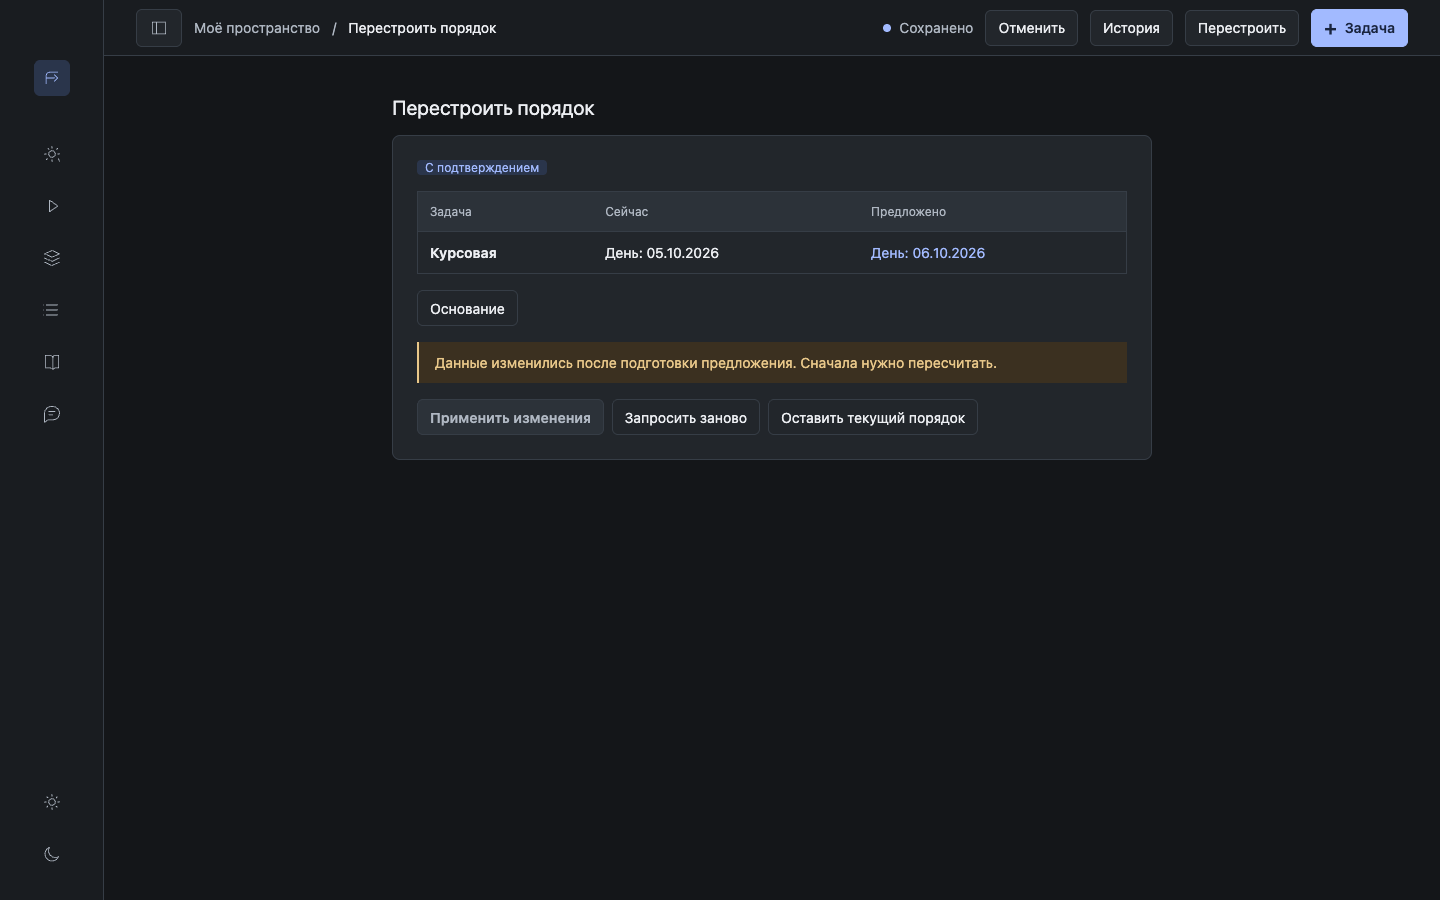 Моё пространство / Перестроить порядок
Сохранено
Отменить
История
Перестроить
+ Задача
Перестроить порядок
С подтверждением
Задача Сейчас Предложено
Курсовая День: 05.10.2026 День: 06.10.2026
Основание
Данные изменились после подготовки предложения. Сначала нужно пересчитать.
Применить изменения
Запросить заново
Оставить текущий порядок